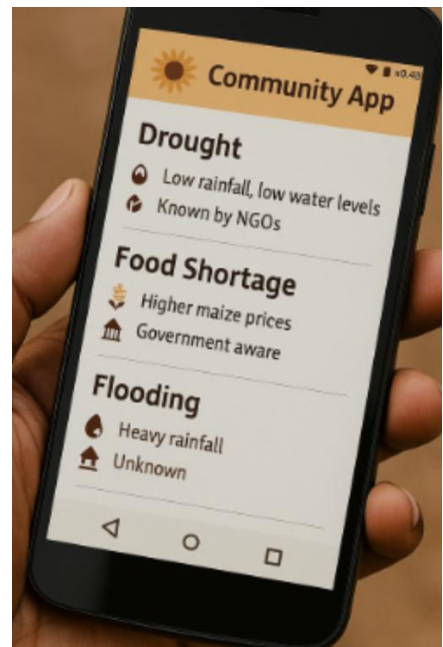 Community App
Drought
Low rainfall, low water levels
Known by NGOs
Food Shortage
Higher maize prices
Government aware
Flooding
Heavy rainfall
Unknown